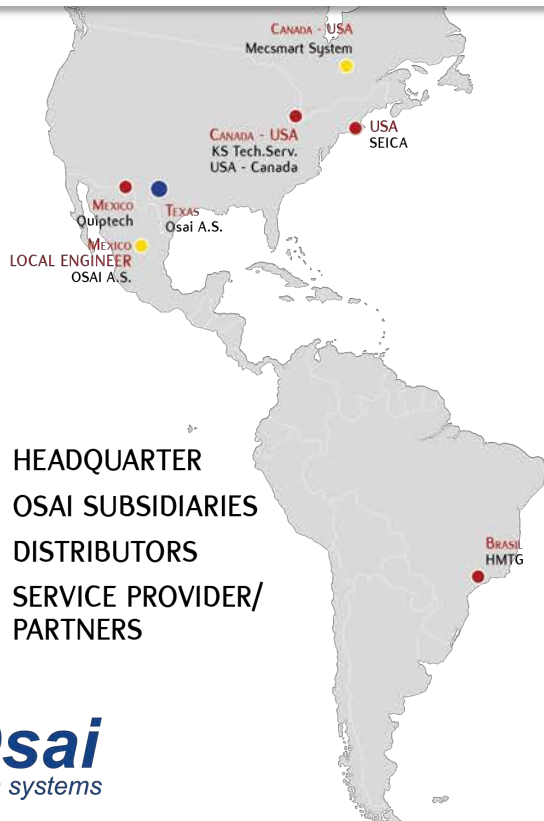 Canada - USA
Mecsmart System
Canada - USA
KS Tech.Serv.
USA - Canada
USA
SEICA
Mexico
Quiptech
Texas
Osai A.S.
Mexico
LOCAL ENGINEER
OSAI A.S.
HEADQUARTER
OSAI SUBSIDIARIES
DISTRIBUTORS
SERVICE PROVIDER/
PARTNERS
Brasil
HMTG
sai
systems